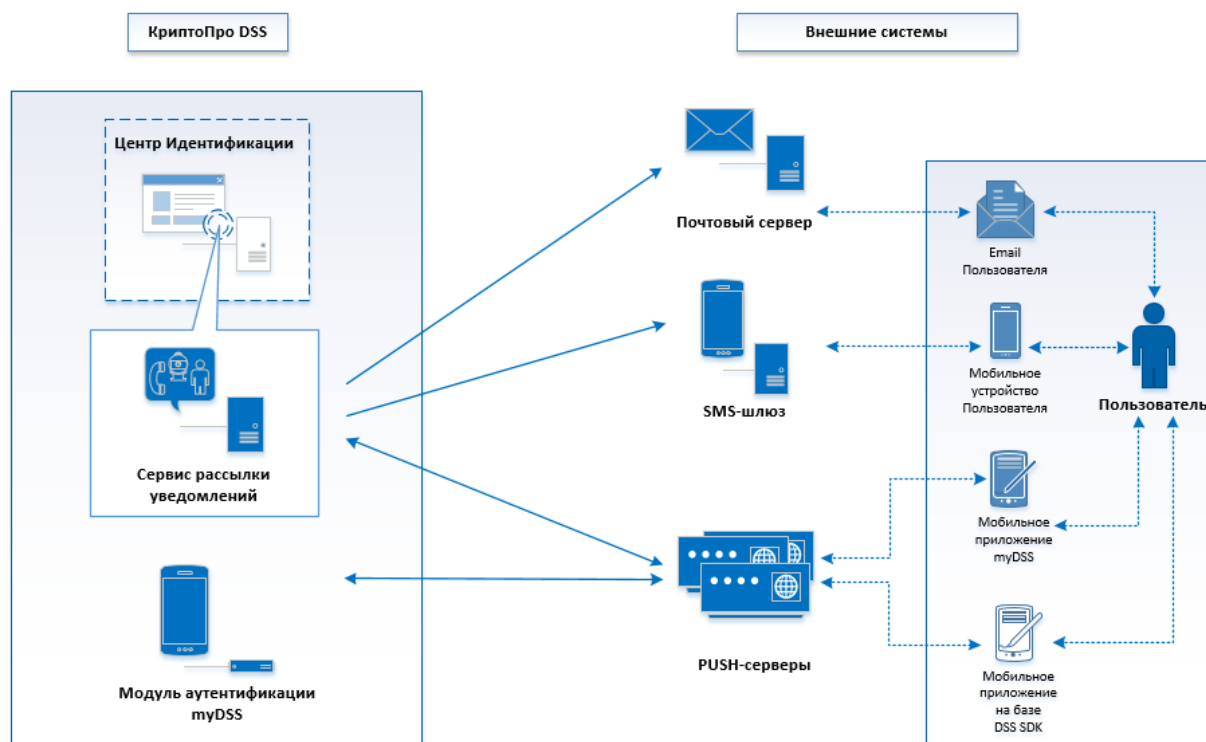 КриптоПро DSS
Внешние системы
Центр Идентификации
Сервис рассылки
уведомлений
Модуль аутентификации
myDSS
Почтовый сервер
SMS-шлюз
PUSH-серверы
Email
Пользователя
Мобильное
устройство
Пользователя
Пользователь
Мобильное
приложение
myDSS
Мобильное
приложение
на базе
DSS SDK